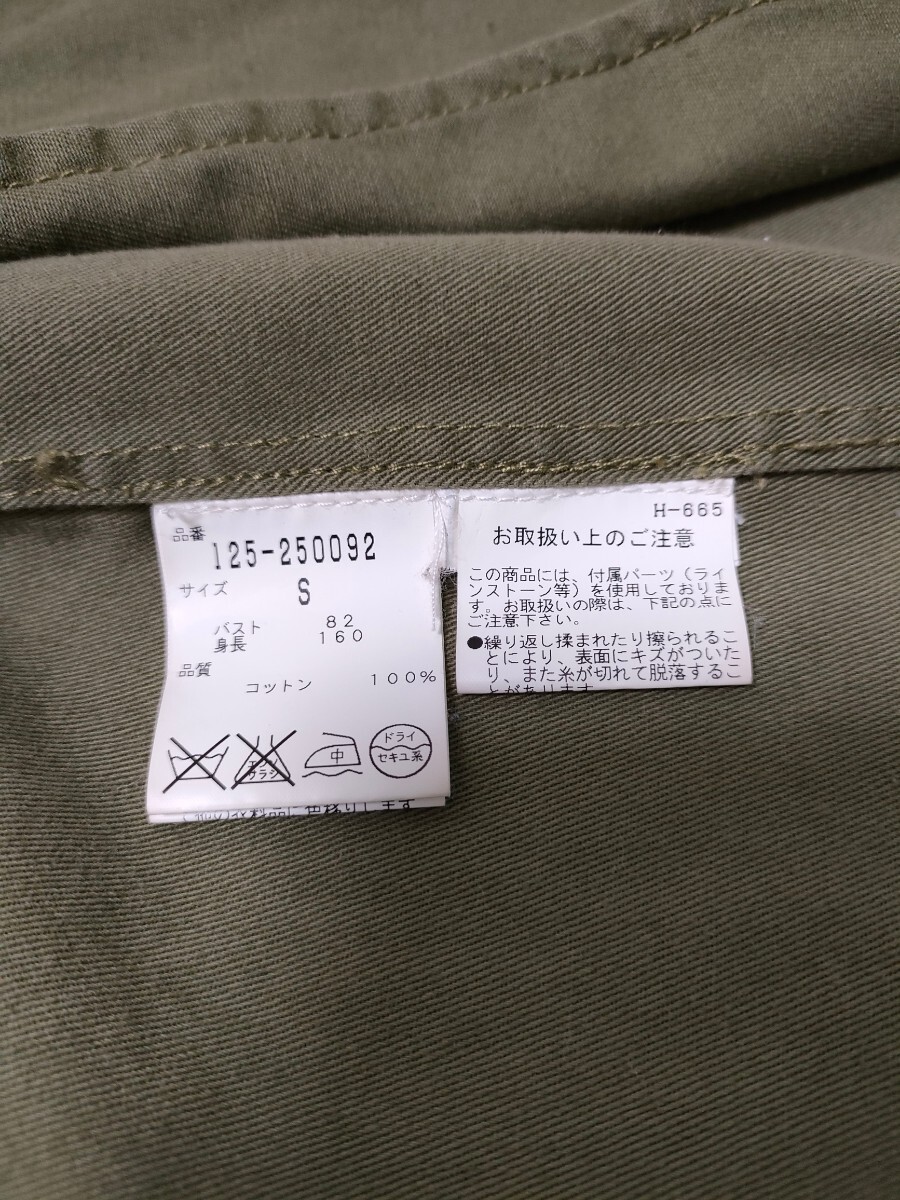 品番
125-250092
サイズ
S
バスト 82
身長 160
品質
コットン 100%
中
ドライ
セキユ系
H-665
お取扱い上のご注意
この商品には、付属パーツ（ライ
ンストーン等）を使用しておりま
す。お取扱いの際は、下記の点に
ご注意下さい。
●繰り返し揉まれたり擦られるこ
とにより、表面にキズがついた
り、また糸が切れて脱落するこ
とがあります